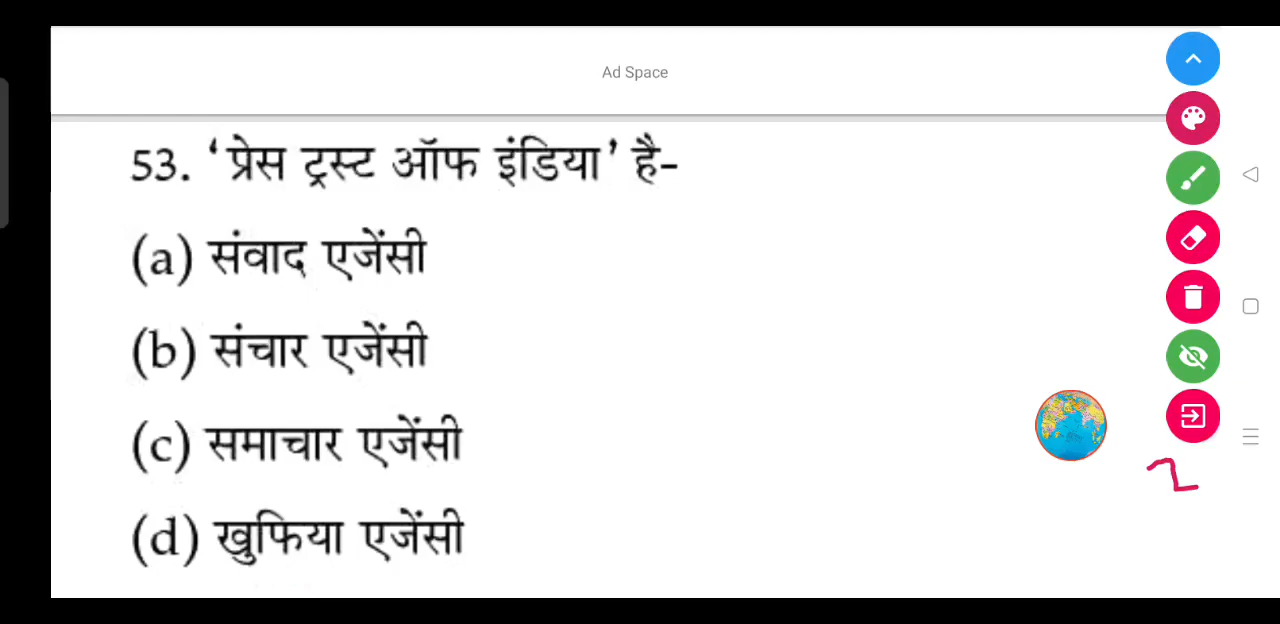 Ad Space
53. ‘प्रेस ट्रस्ट ऑफ इंडिया’ है-
(a) संवाद एजेंसी
(b) संचार एजेंसी
(c) समाचार एजेंसी
(d) खुफिया एजेंसी